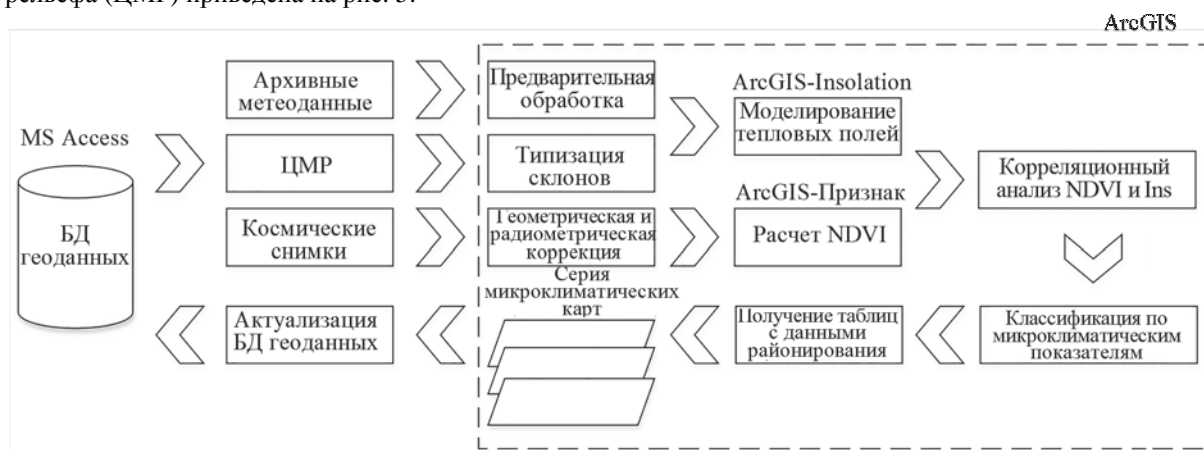 рельефа (ЦМР) приведена на рис. 3.
ArcGIS
MS Access
БД
геоданных
Архивные
метеоданные
ЦМР
Космические
снимки
Предварительная
обработка
Типизация
склонов
Геометрическая и
радиометрическая
коррекция
ArcGIS-Insolation
Моделирование
тепловых полей
ArcGIS-Признак
Расчет NDVI
Корреляционный
анализ NDVI и Ins
Классификация по
микроклиматическим
показателям
Получение таблиц
с данными
районирования
Серия
микроклиматических
карт
Актуализация
БД геоданных